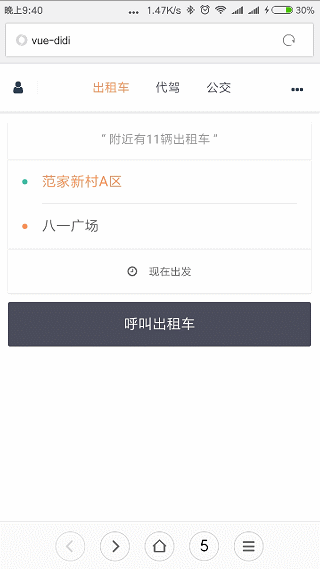 晚上9:40 ... 1.47K/s 30%
vue-didi
出租车 代驾 公交
" 附近有11辆出租车 "
范家新村A区
八一广场
现在出发
呼叫出租车
5